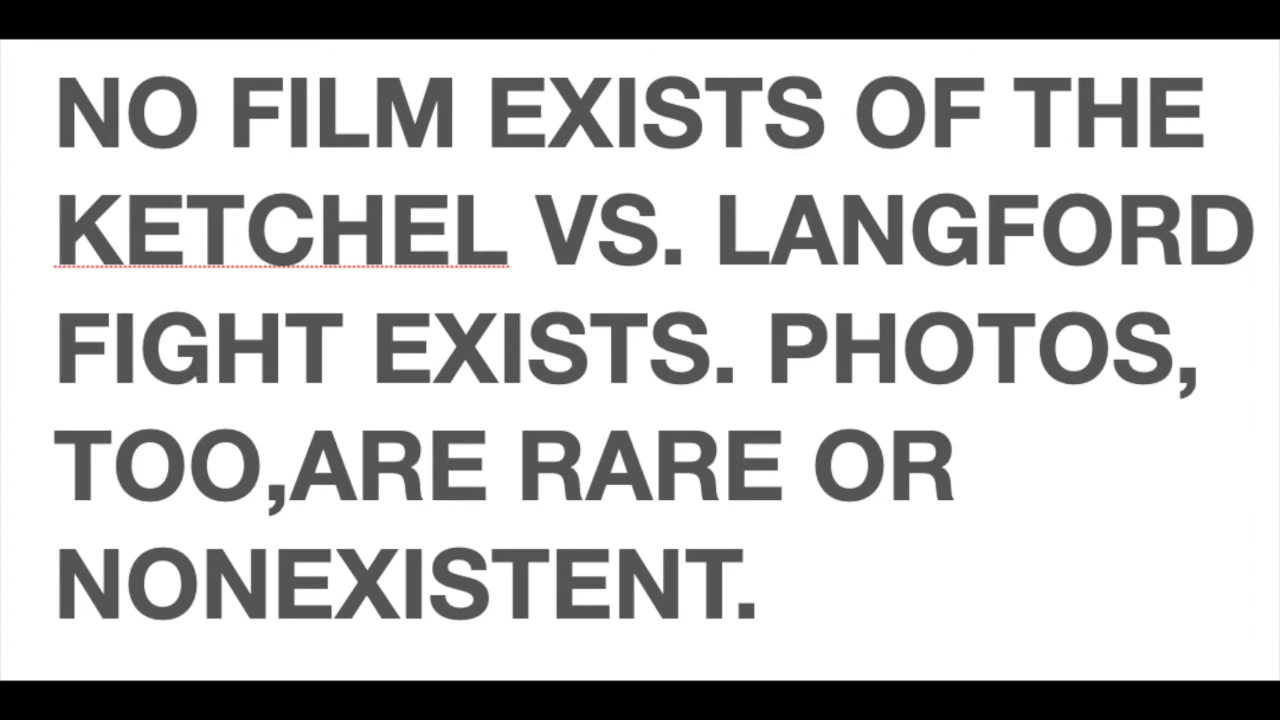 NO FILM EXISTS OF THE
KETCHEL VS. LANGFORD
FIGHT EXISTS. PHOTOS,
TOO,ARE RARE OR
NONEXISTENT.